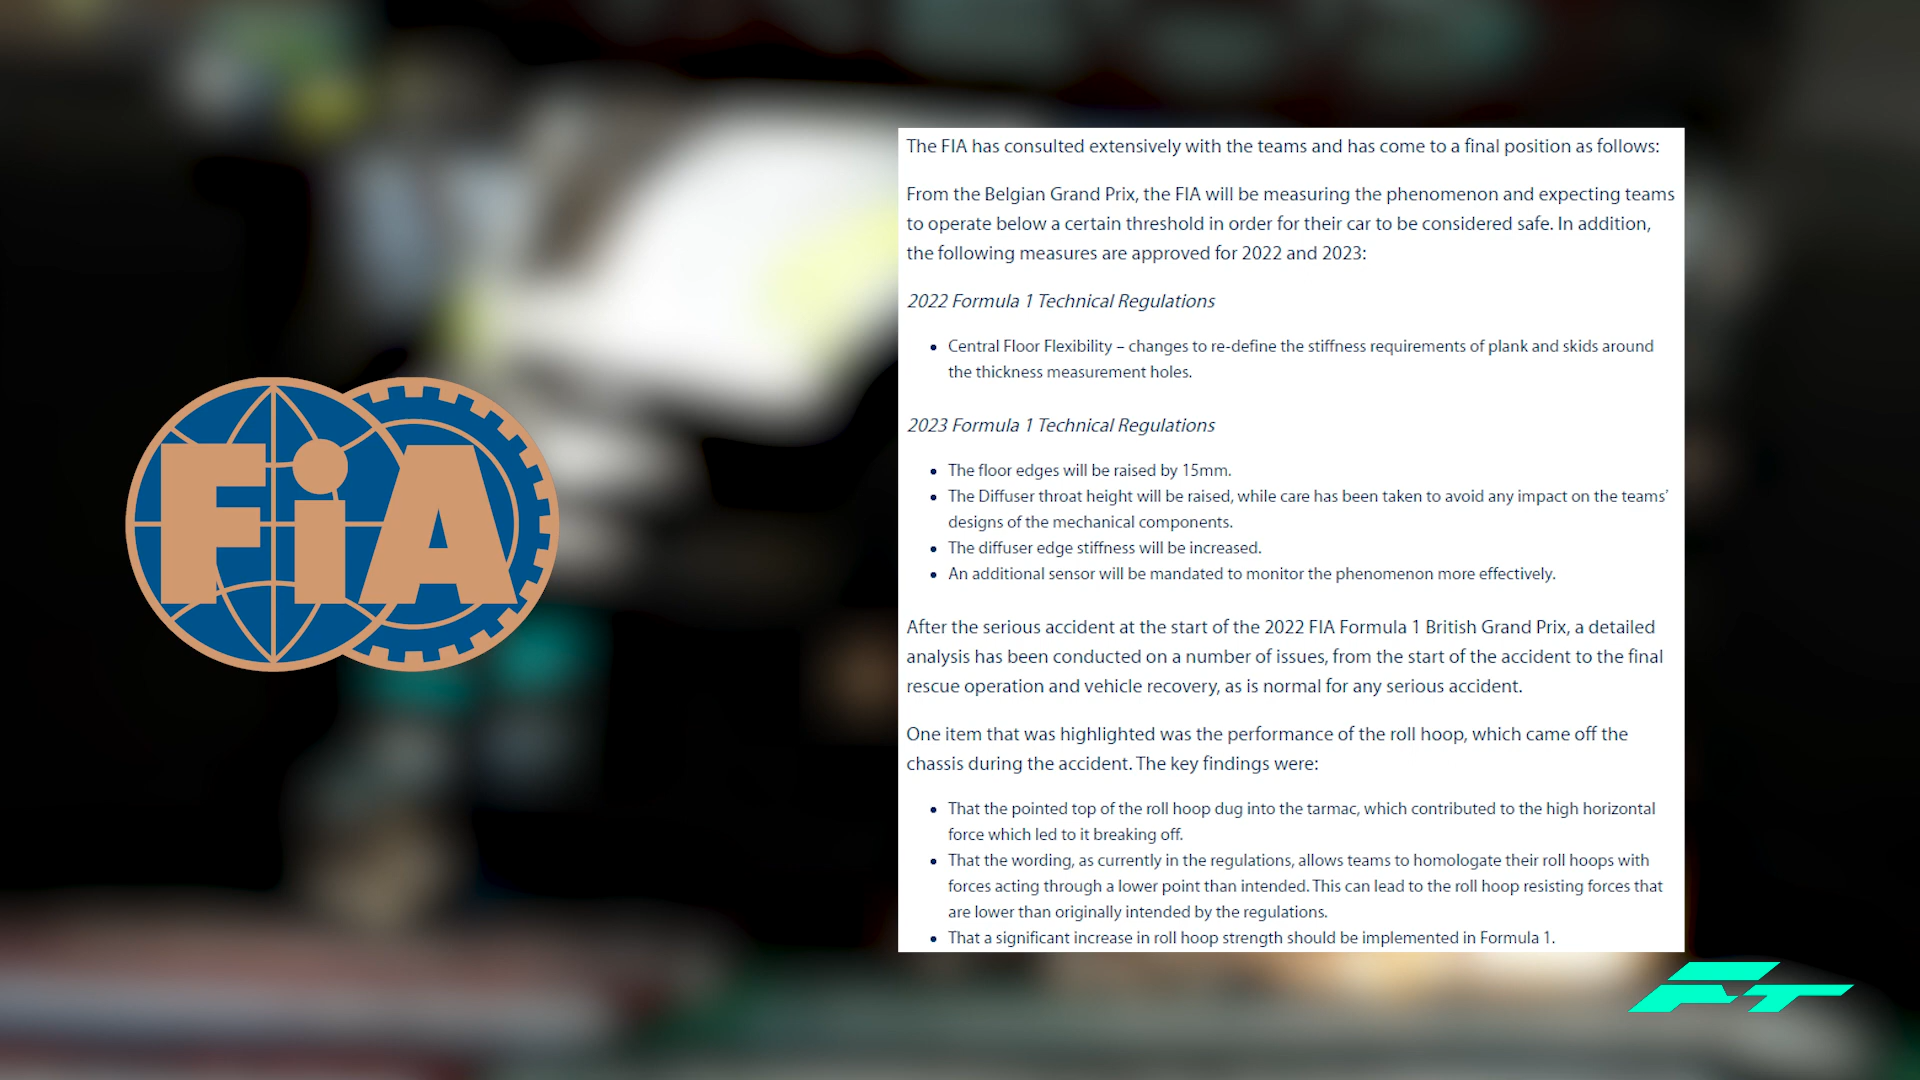 FiA
The FIA has consulted extensively with the teams and has come to a final position as follows:
From the Belgian Grand Prix, the FIA will be measuring the phenomenon and expecting teams
to operate below a certain threshold in order for their car to be considered safe. In addition,
the following measures are approved for 2022 and 2023:
2022 Formula 1 Technical Regulations
• Central Floor Flexibility – changes to re-define the stiffness requirements of plank and skids around
the thickness measurement holes.
2023 Formula 1 Technical Regulations
• The floor edges will be raised by 15mm.
• The Diffuser throat height will be raised, while care has been taken to avoid any impact on the teams’
designs of the mechanical components.
• The diffuser edge stiffness will be increased.
• An additional sensor will be mandated to monitor the phenomenon more effectively.
After the serious accident at the start of the 2022 FIA Formula 1 British Grand Prix, a detailed
analysis has been conducted on a number of issues, from the start of the accident to the final
rescue operation and vehicle recovery, as is normal for any serious accident.
One item that was highlighted was the performance of the roll hoop, which came off the
chassis during the accident. The key findings were:
• That the pointed top of the roll hoop dug into the tarmac, which contributed to the high horizontal
force which led to it breaking off.
• That the wording, as currently in the regulations, allows teams to homologate their roll hoops with
forces acting through a lower point than intended. This can lead to the roll hoop resisting forces that
are lower than originally intended by the regulations.
• That a significant increase in roll hoop strength should be implemented in Formula 1.
FT